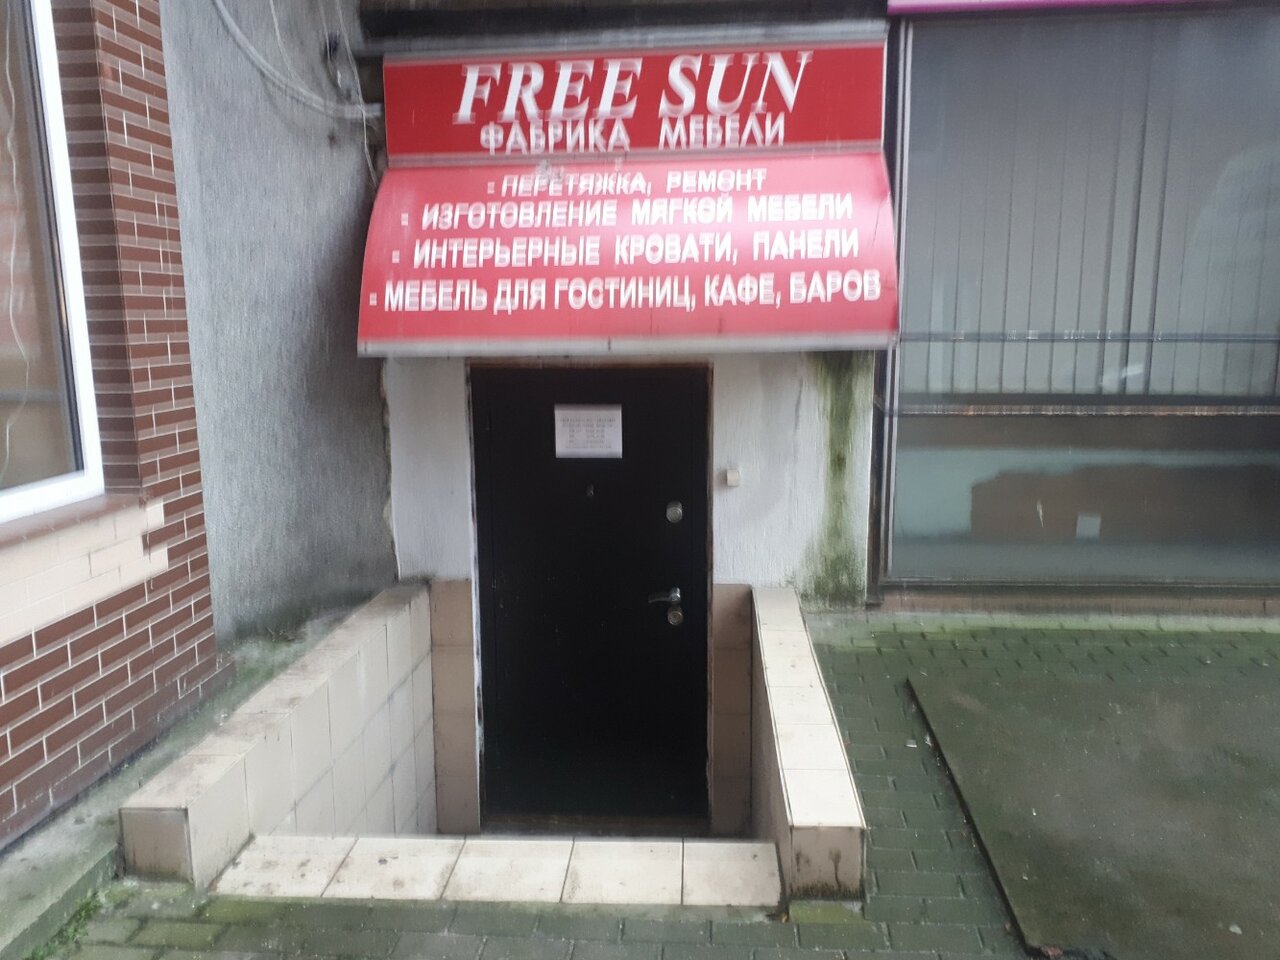 FREE SUN
ФАБРИКА МЕБЕЛИ
- ПЕРЕТЯЖКА, РЕМОНТ
- ИЗГОТОВЛЕНИЕ МЯГКОЙ МЕБЕЛИ
- ИНТЕРЬЕРНЫЕ КРОВАТИ, ПАНЕЛИ
- МЕБЕЛЬ ДЛЯ ГОСТИНИЦ, КАФЕ, БАРОВ